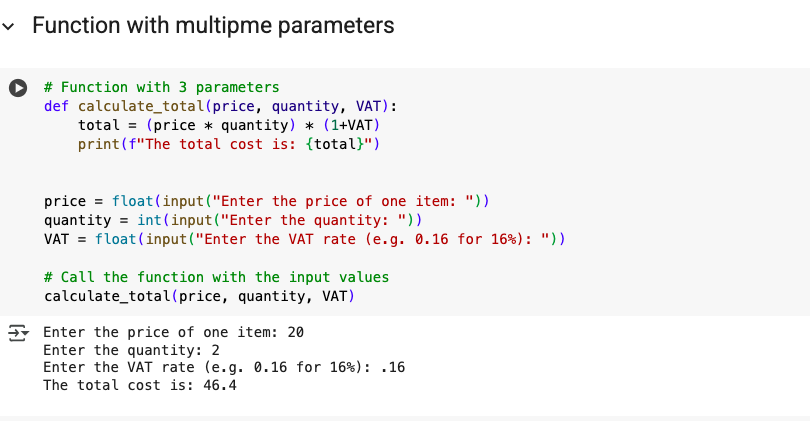 Function with multipme parameters
# Function with 3 parameters
def calculate_total(price, quantity, VAT):
    total = (price * quantity) * (1+VAT)
    print(f"The total cost is: {total}")
price = float(input("Enter the price of one item: "))
quantity = int(input("Enter the quantity: "))
VAT = float(input("Enter the VAT rate (e.g. 0.16 for 16%): "))
# Call the function with the input values
calculate_total(price, quantity, VAT)
Enter the price of one item: 20
Enter the quantity: 2
Enter the VAT rate (e.g. 0.16 for 16%): .16
The total cost is: 46.4